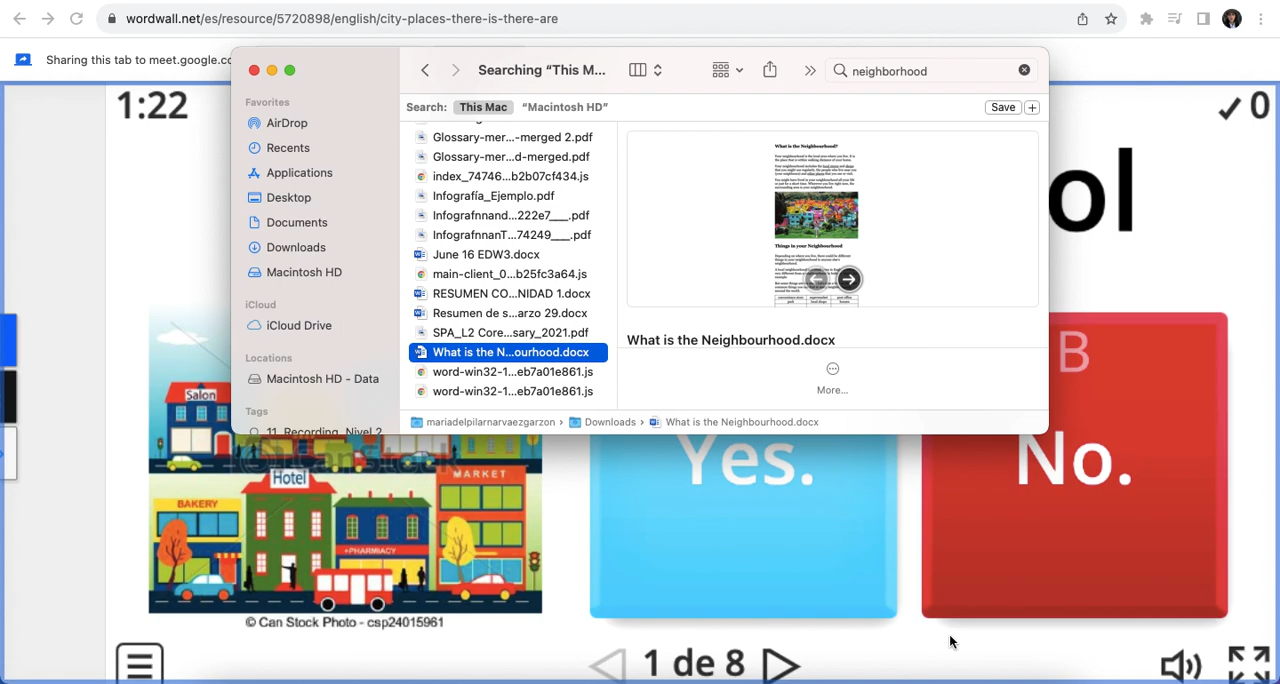 wordwall.net/es/resource/5720898/english/city-places-there-is-there-are
Sharing this tab to meet.google.co
Searching “This M...
neighborhood
Search: This Mac “Macintosh HD”
Save +
Favorites
AirDrop
Recents
Applications
Desktop
Documents
Downloads
Macintosh HD
iCloud
iCloud Drive
Locations
Macintosh HD - Data
Tags
11. Recording, Nivel 2
Glossary-mer...-merged 2.pdf
Glossary-mer...d-merged.pdf
index_74746...b2b07cf434.js
Infografía_Ejemplo.pdf
Infografnnand...222e7___.pdf
InfografnnanT...74249___.pdf
June 16 EDW3.docx
main-client_0...b25fc3a64.js
RESUMEN CO...NIDAD 1.docx
Resumen de s...arzo 29.docx
SPA_L2 Core...sary_2021.pdf
What is the N...ourhood.docx
word-win32-1...eb7a01e861.js
word-win32-1...eb7a01e861.js
What is the Neighbourhood?
Things in your Neighbourhood
What is the Neighbourhood.docx
More...
mariadelpilarnarvaezgarzon › Downloads › What is the Neighbourhood.docx
1:22
✓ 0
ol
Salon
Hotel
MARKET
BAKERY
+PHARMACY
© CanStock
© Can Stock Photo - csp24015961
Yes.
B
No.
1 de 8